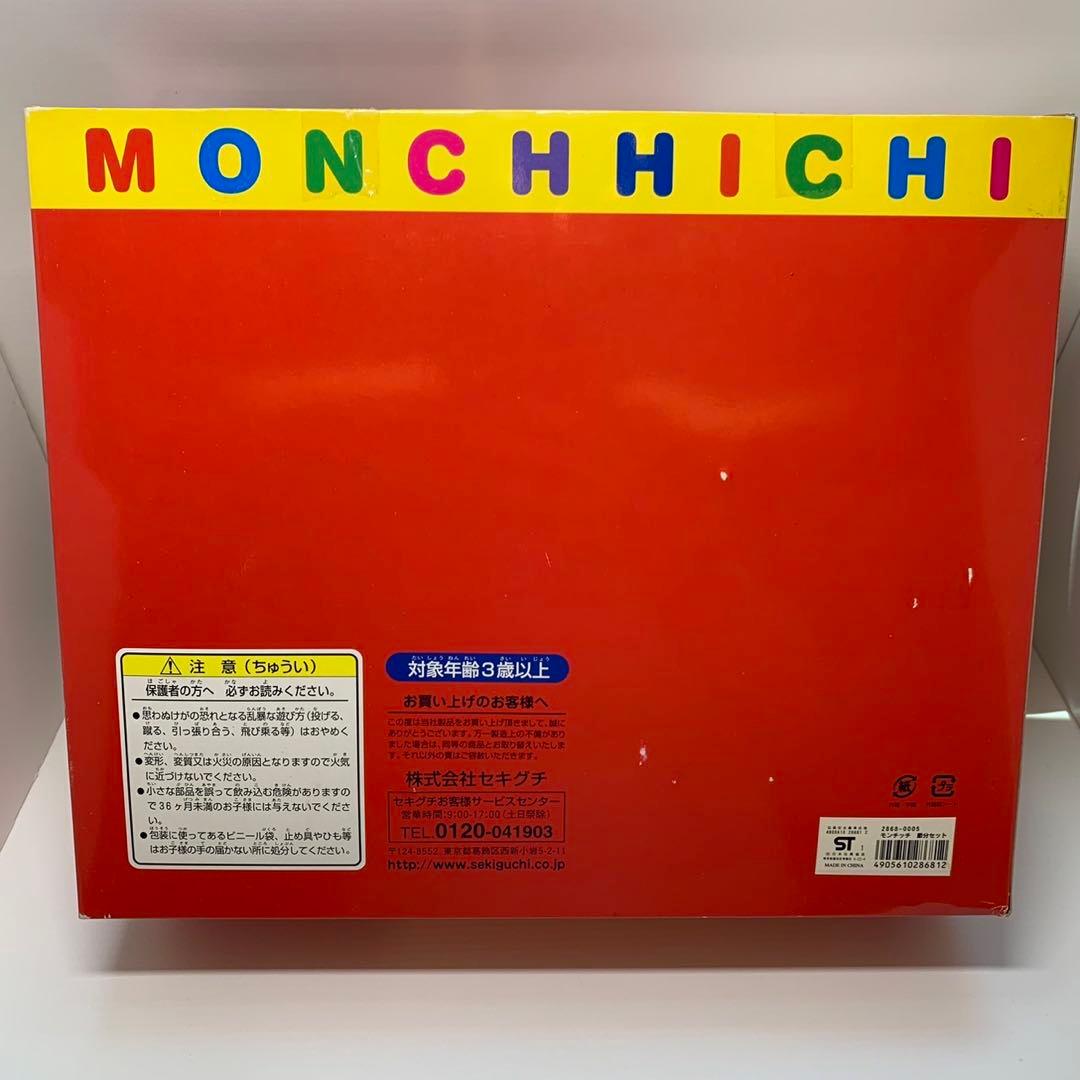 MONCHHICHI
注 意 (ちゅうい)
保護者の方へ 必ずお読みください。
●思わぬけがの恐れとなる乱暴な遊び方(投げる、
蹴る、引っ張り合う、飛び乗る等)はおやめく
ださい。
●変形、変質又は火災の原因となりますので火気
に近づけないでください。
●小さな部品を誤って飲み込む危険がありますの
で36ヶ月未満のお子様には与えないでくださ
い。
●包装に使ってあるビニール袋、止め具やひも等
はお子様の手の届かない所に処分してください。
対象年齢3歳以上
お買い上げのお客様へ
この度は当社製品をお買い上げ頂きまして、誠に
ありがとうございます。万一製造上の不備があり
ました場合は、同等の商品とお取り替えいたしま
す。それ以外の責はご容赦いただきます。
株式会社セキグチ
セキグチお客様サービスセンター
営業時間:9:00-17:00(土日祭除)
TEL.0120-041903
〒124-8552、東京都葛飾区西新小岩5-2-11
http://www.sekiguchi.co.jp
紙
プラ
ST
1
MADE IN CHINA
2868-0005
モンチッチ 節分セット
4905610286812